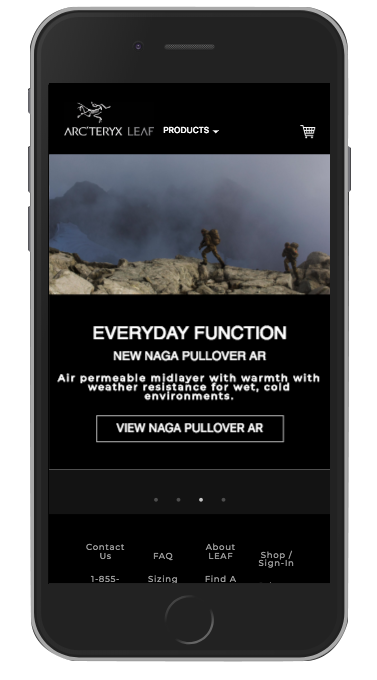 ARC'TERYX LEAF PRODUCTS
EVERYDAY FUNCTION
NEW NAGA PULLOVER AR
Air permeable midlayer with warmth with
weather resistance for wet, cold
environments.
VIEW NAGA PULLOVER AR
Contact
Us
FAQ
About
LEAF
Shop /
Sign-In
1-855-
Sizing
Find A